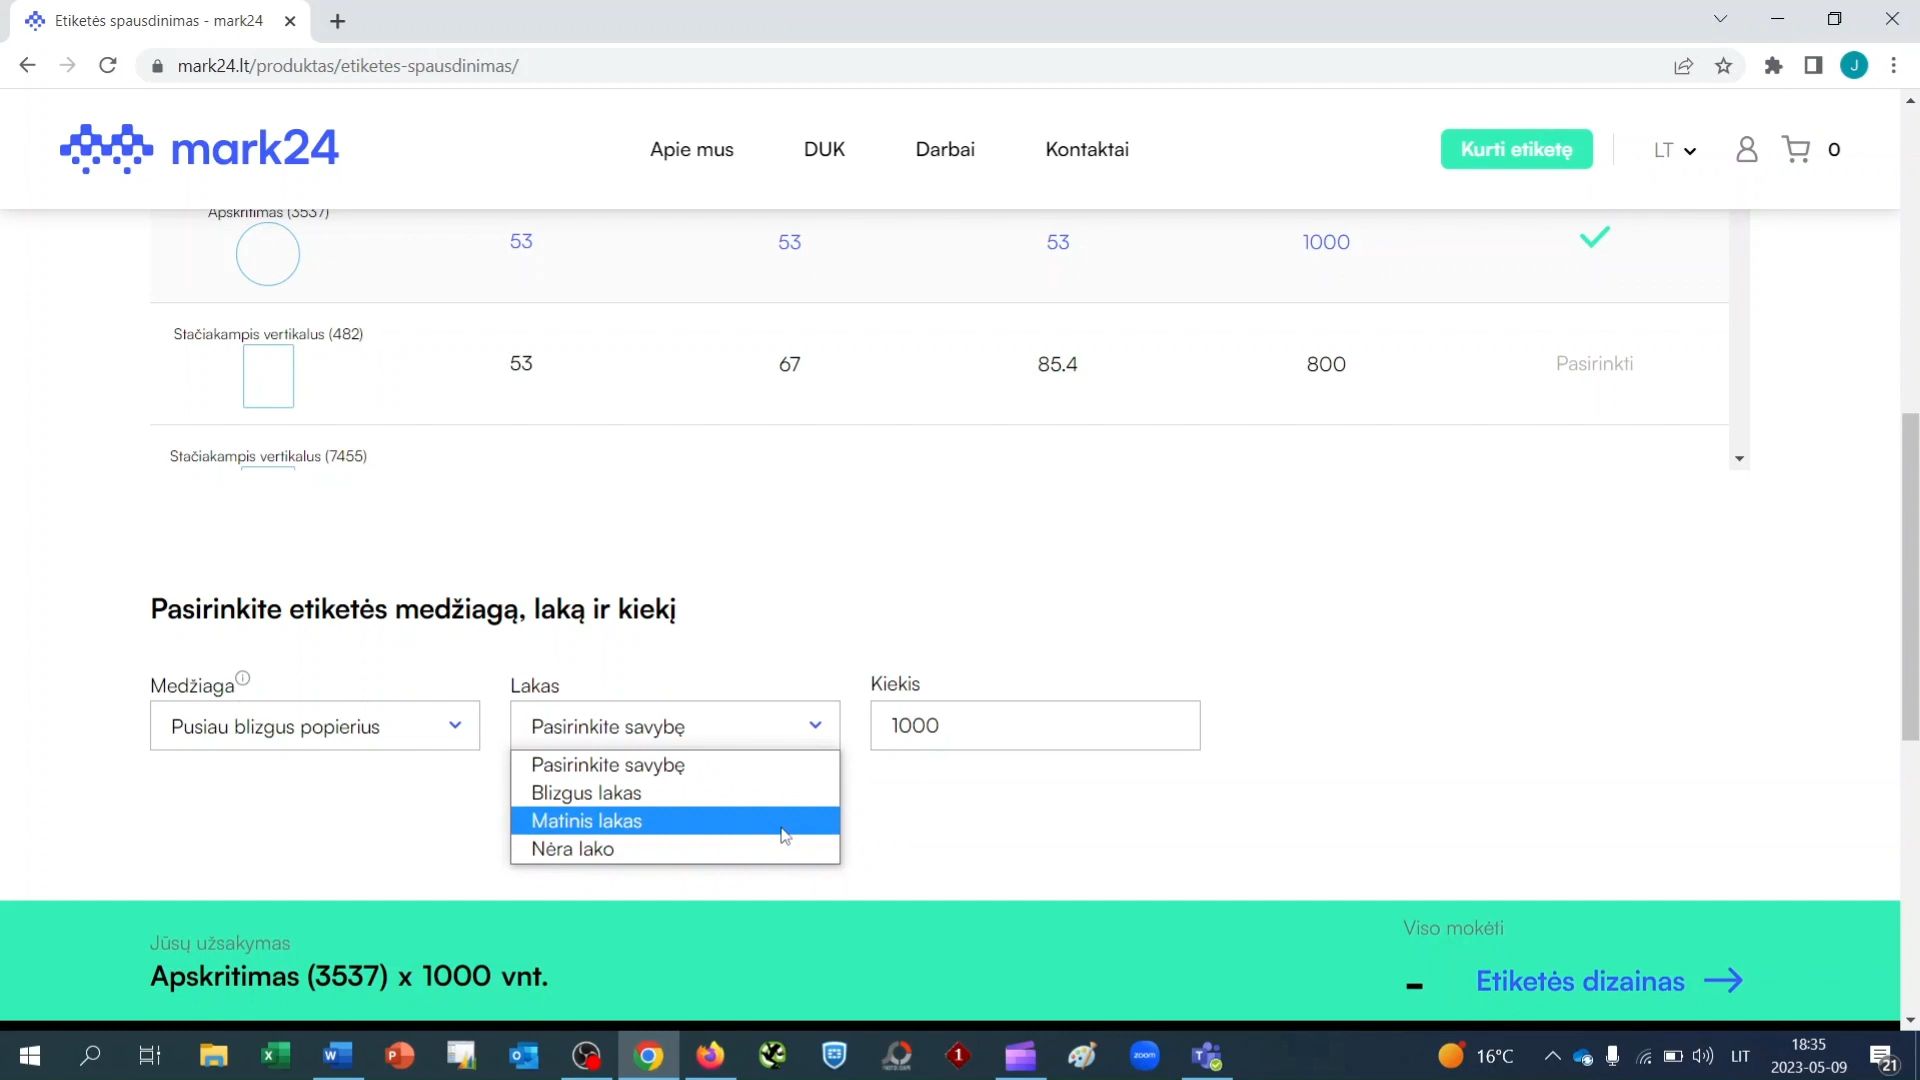 Etiketės spausdinimas - mark24
mark24.lt/produktas/etiketes-spausdinimas/
J
mark24
Apie mus
DUK
Darbai
Kontaktai
Kurti etiketę
LT
0
Apskritimas (3537)
53
53
53
1000
Stačiakampis vertikalus (482)
53
67
85.4
800
Pasirinkti
Stačiakampis vertikalus (7455)
Pasirinkite etiketės medžiagą, laką ir kiekį
Medžiaga
Lakas
Kiekis
Pusiau blizgus popierius
Pasirinkite savybę
1000
Pasirinkite savybę
Blizgus lakas
Matinis lakas
Nėra lako
Jūsų užsakymas
Viso mokėti
Apskritimas (3537) x 1000 vnt.
-
Etiketės dizainas
16°C
LIT
18:35
2023-05-09
21
zoom